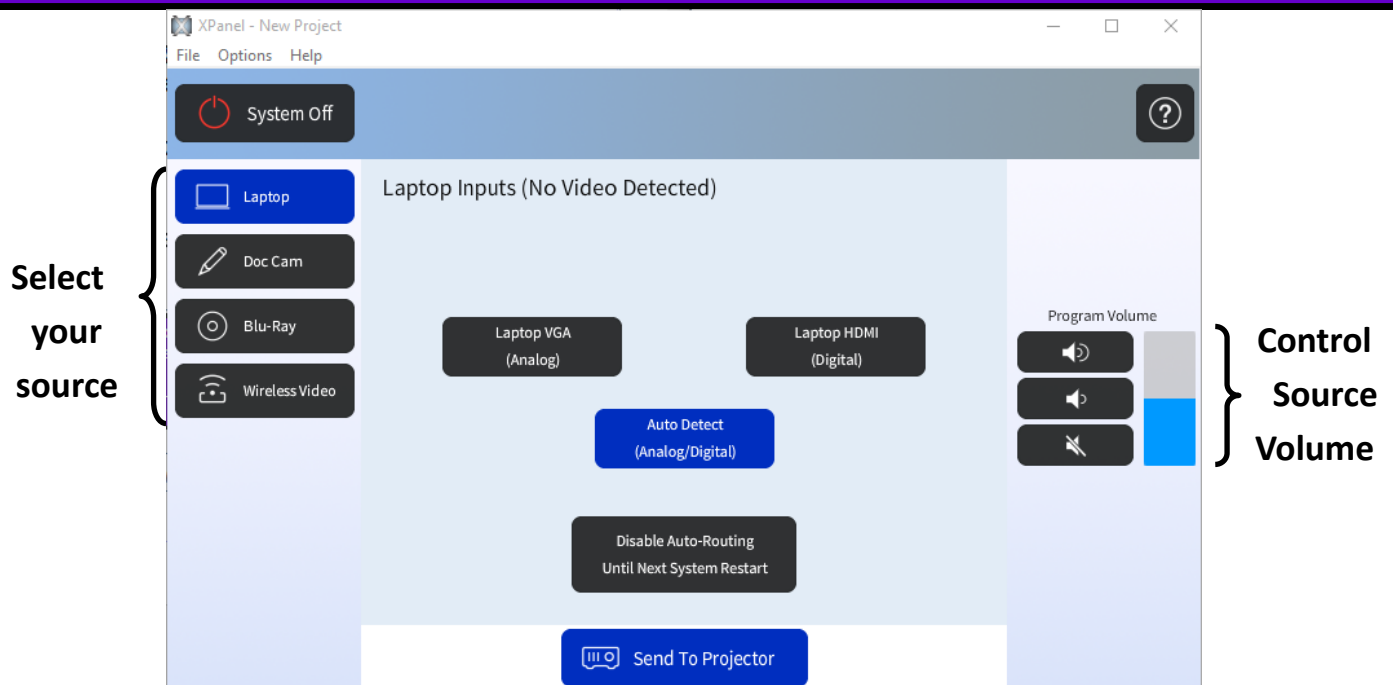 XPanel - New Project
File Options Help
System Off
?
Laptop
Doc Cam
Blu-Ray
Wireless Video
Select
your
source
Laptop Inputs (No Video Detected)
Laptop VGA
(Analog)
Laptop HDMI
(Digital)
Auto Detect
(Analog/Digital)
Disable Auto-Routing
Until Next System Restart
Send To Projector
Program Volume
Control
Source
Volume